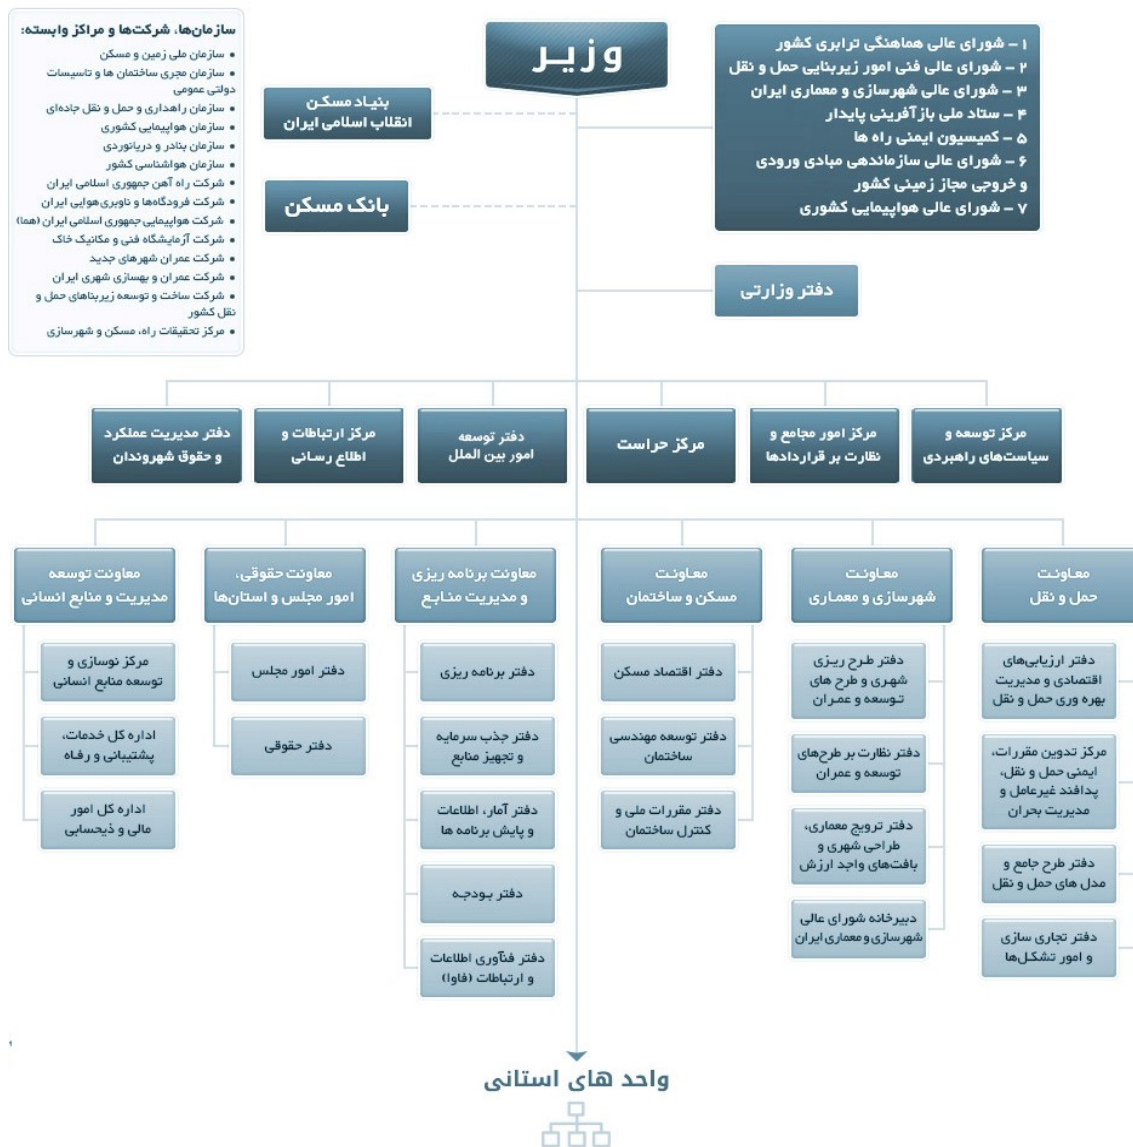 وزیر
۱ – شورای عالی هماهنگی ترابری کشور
۲ – شورای عالی فنی امور زیربنایی حمل و نقل
۳ – شورای عالی شهرسازی و معماری ایران
۴ – ستاد ملی بازآفرینی پایدار
۵ – کمیسیون ایمنی راه ها
۶ – شورای عالی سازماندهی مبادی ورودی
و خروجی مجاز زمینی کشور
۷ – شورای عالی هواپیمایی کشوری
بنیاد مسکن
انقلاب اسلامی ایران
بانک مسکن
سازمان‌ها، شرکت‌ها و مراکز وابسته:
• سازمان ملی زمین و مسکن
• سازمان مجری ساختمان ها و تاسیسات
دولتی عمومی
• سازمان راهداری و حمل و نقل جاده‌ای
• سازمان هواپیمایی کشوری
• سازمان بنادر و دریانوردی
• سازمان هواشناسی کشور
• شرکت راه آهن جمهوری اسلامی ایران
• شرکت فرودگاه‌ها و ناوبری‌هوایی ایران
• شرکت هواپیمایی جمهوری اسلامی ایران (هما)
• شرکت آزمایشگاه فنی و مکانیک خاک
• شرکت عمران شهرهای جدید
• شرکت عمران و بهسازی شهری ایران
• شرکت ساخت و توسعه زیربناهای حمل و
نقل کشور
• مرکز تحقیقات راه، مسکن و شهرسازی
دفتر وزارتی
مرکز توسعه و
سیاست‌های راهبردی
مرکز امور مجامع و
نظارت بر قراردادها
مرکز حراست
دفتر توسعه
امور بین الملل
مرکز ارتباطات و
اطلاع رسانی
دفتر مدیریت عملکرد
و حقوق شهروندان
معاونت
حمل و نقل
دفتر ارزیابی‌های
اقتصادی و مدیریت
بهره وری حمل و نقل
مرکز تدوین مقررات،
ایمنی حمل و نقل،
پدافند غیرعامل و
مدیریت بحران
دفتر طرح جامع و
مدل های حمل و نقل
دفتر تجاری سازی
و امور تشکل‌ها
معاونت
شهرسازی و معماری
دفتر طرح ریزی
شهری و طرح های
توسعه و عمران
دفتر نظارت بر طرح‌های
توسعه و عمران
دفتر ترویج معماری،
طراحی شهری و
بافت‌های واجد ارزش
دبیرخانه شورای عالی
شهرسازی و معماری ایران
معاونت
مسکن و ساختمان
دفتر اقتصاد مسکن
دفتر توسعه مهندسی
ساختمان
دفتر مقررات ملی و
کنترل ساختمان
معاونت برنامه ریزی
و مدیریت منابع
دفتر برنامه ریزی
دفتر جذب سرمایه
و تجهیز منابع
دفتر آمار، اطلاعات
و پایش برنامه ها
دفتر بودجه
دفتر فنآوری اطلاعات
و ارتباطات (فاوا)
معاونت حقوقی،
امور مجلس و استان‌ها
دفتر امور مجلس
دفتر حقوقی
معاونت توسعه
مدیریت و منابع انسانی
مرکز نوسازی و
توسعه منابع انسانی
اداره کل خدمات،
پشتیبانی و رفاه
اداره کل امور
مالی و ذیحسابی
واحد های استانی